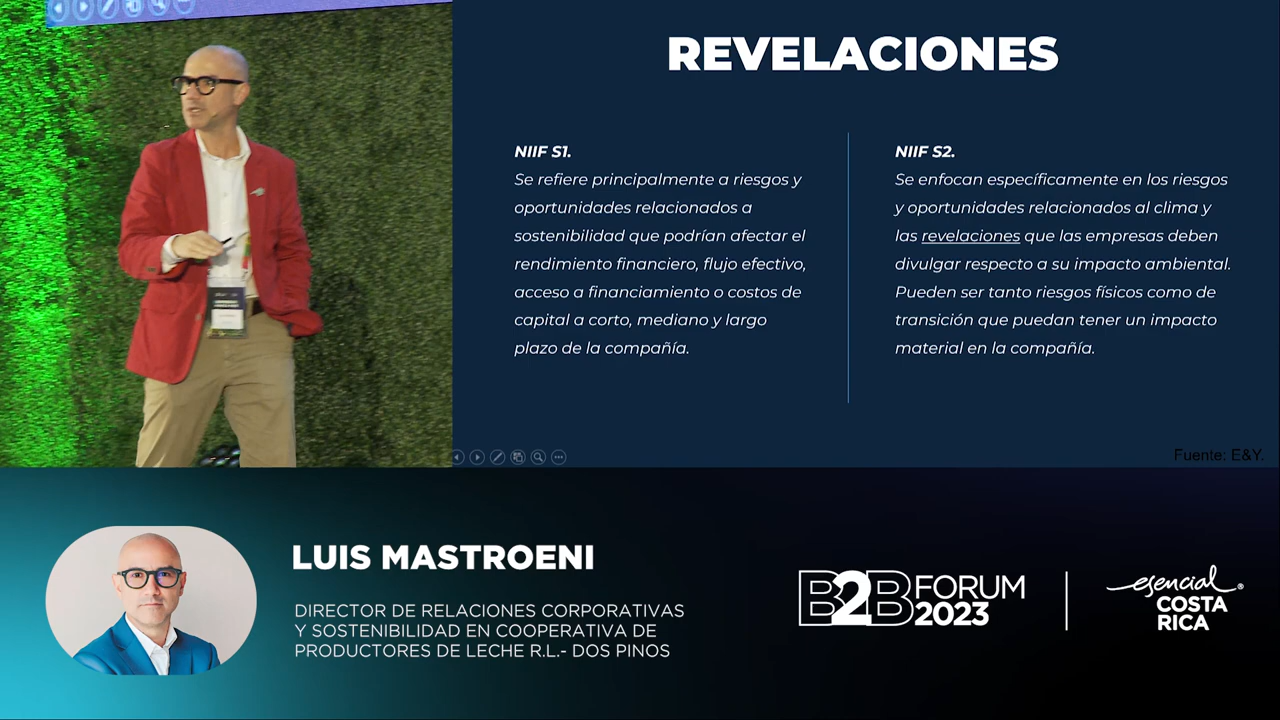 REVELACIONES
NIIF S1.
Se refiere principalmente a riesgos y
oportunidades relacionados a
sostenibilidad que podrían afectar el
rendimiento financiero, flujo efectivo,
acceso a financiamiento o costos de
capital a corto, mediano y largo
plazo de la compañía.
NIIF S2.
Se enfocan específicamente en los riesgos
y oportunidades relacionados al clima y
las revelaciones que las empresas deben
divulgar respecto a su impacto ambiental.
Pueden ser tanto riesgos físicos como de
transición que puedan tener un impacto
material en la compañía.
Fuente: E&Y.
LUIS MASTROENI
DIRECTOR DE RELACIONES CORPORATIVAS
Y SOSTENIBILIDAD EN COOPERATIVA DE
PRODUCTORES DE LECHE R.L.- DOS PINOS
B2B FORUM
2023
esencial
COSTA
RICA